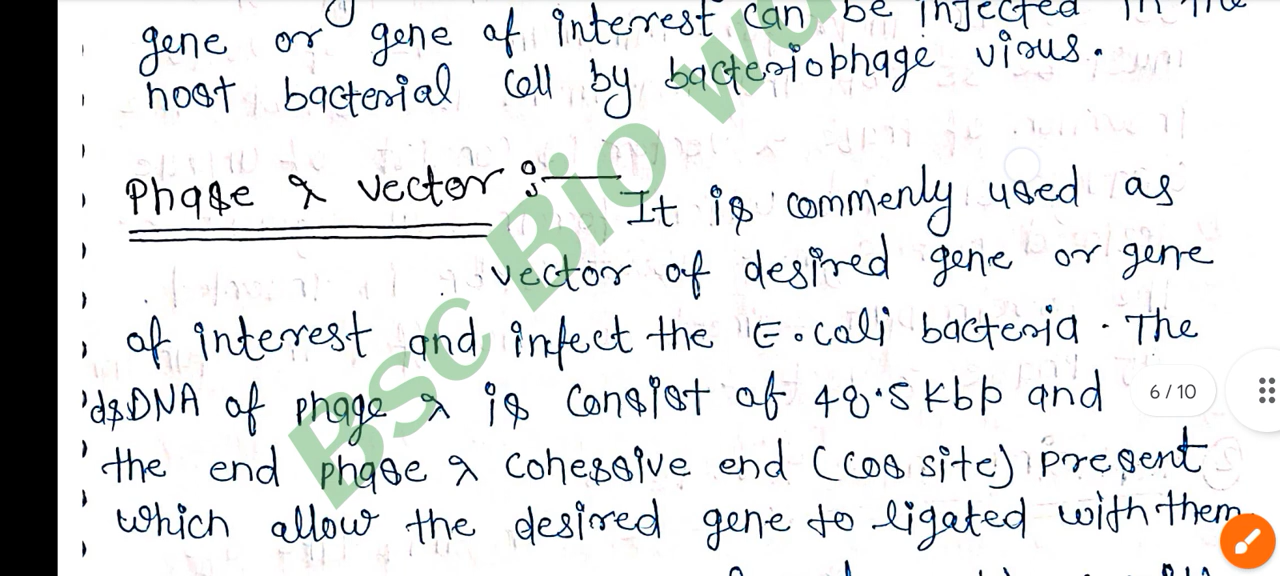 gene or gene of interest can be injected in the
host bacterial cell by bacteriophage virus.
Phage λ vector :— It is commenly used as
vector of desired gene or gene
of interest and infect the E.coli bacteria. The
dsDNA of phage λ is consist of 48.5 Kbp and
6/10
the end phage λ cohessive end (cos site) present
which allow the desired gene to ligated with them
BSc Bio